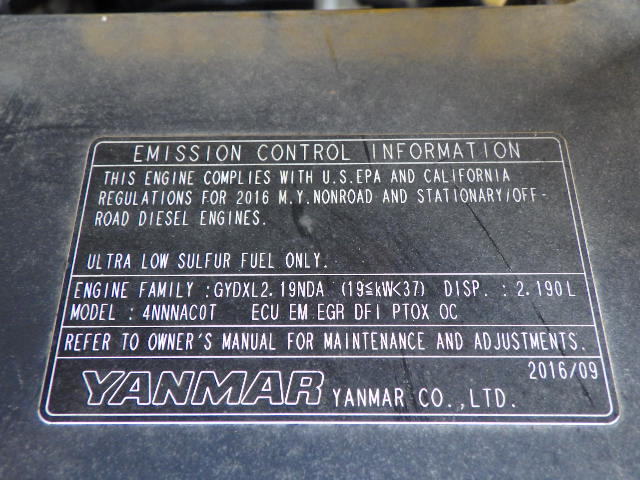 EMISSION CONTROL INFORMATION
THIS ENGINE COMPLIES WITH U.S.EPA AND CALIFORNIA
REGULATIONS FOR 2016 M.Y.NONROAD AND STATIONARY/OFF-
ROAD DIESEL ENGINES.
ULTRA LOW SULFUR FUEL ONLY.
ENGINE FAMILY :GYDXL2.19NDA (19≦kW<37) DISP. :2.190L
MODEL :4NNNAC0T ECU EM EGR DFI PTOX OC
REFER TO OWNER'S MANUAL FOR MAINTENANCE AND ADJUSTMENTS.
2016/09
YANMAR YANMAR CO.,LTD.